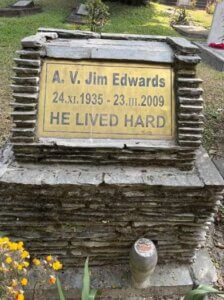 A. V. Jim Edwards
24.XI.1935 - 23.III.2009
HE LIVED HARD